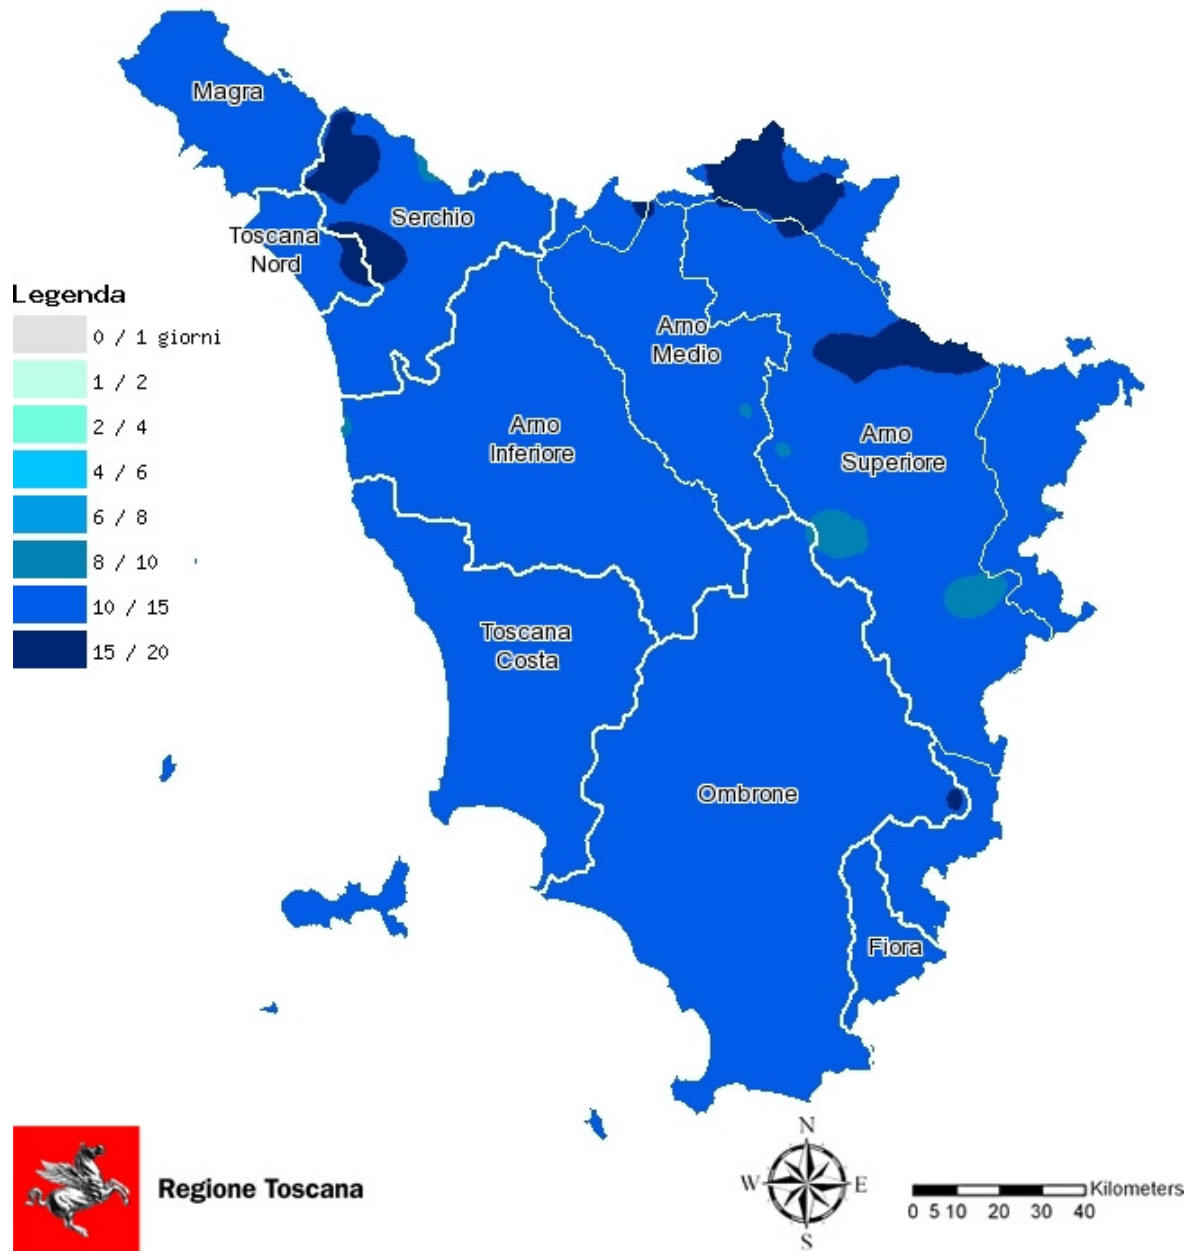 Magra
Serchio
Toscana
Nord
Legenda
0 / 1 giorni
1 / 2
2 / 4
4 / 6
6 / 8
8 / 10
10 / 15
15 / 20
Arno
Medio
Arno
Inferiore
Arno
Superiore
Toscana
Costa
Ombrone
Fiora
Regione Toscana
N
W E
S
Kilometers
0 5 10 20 30 40